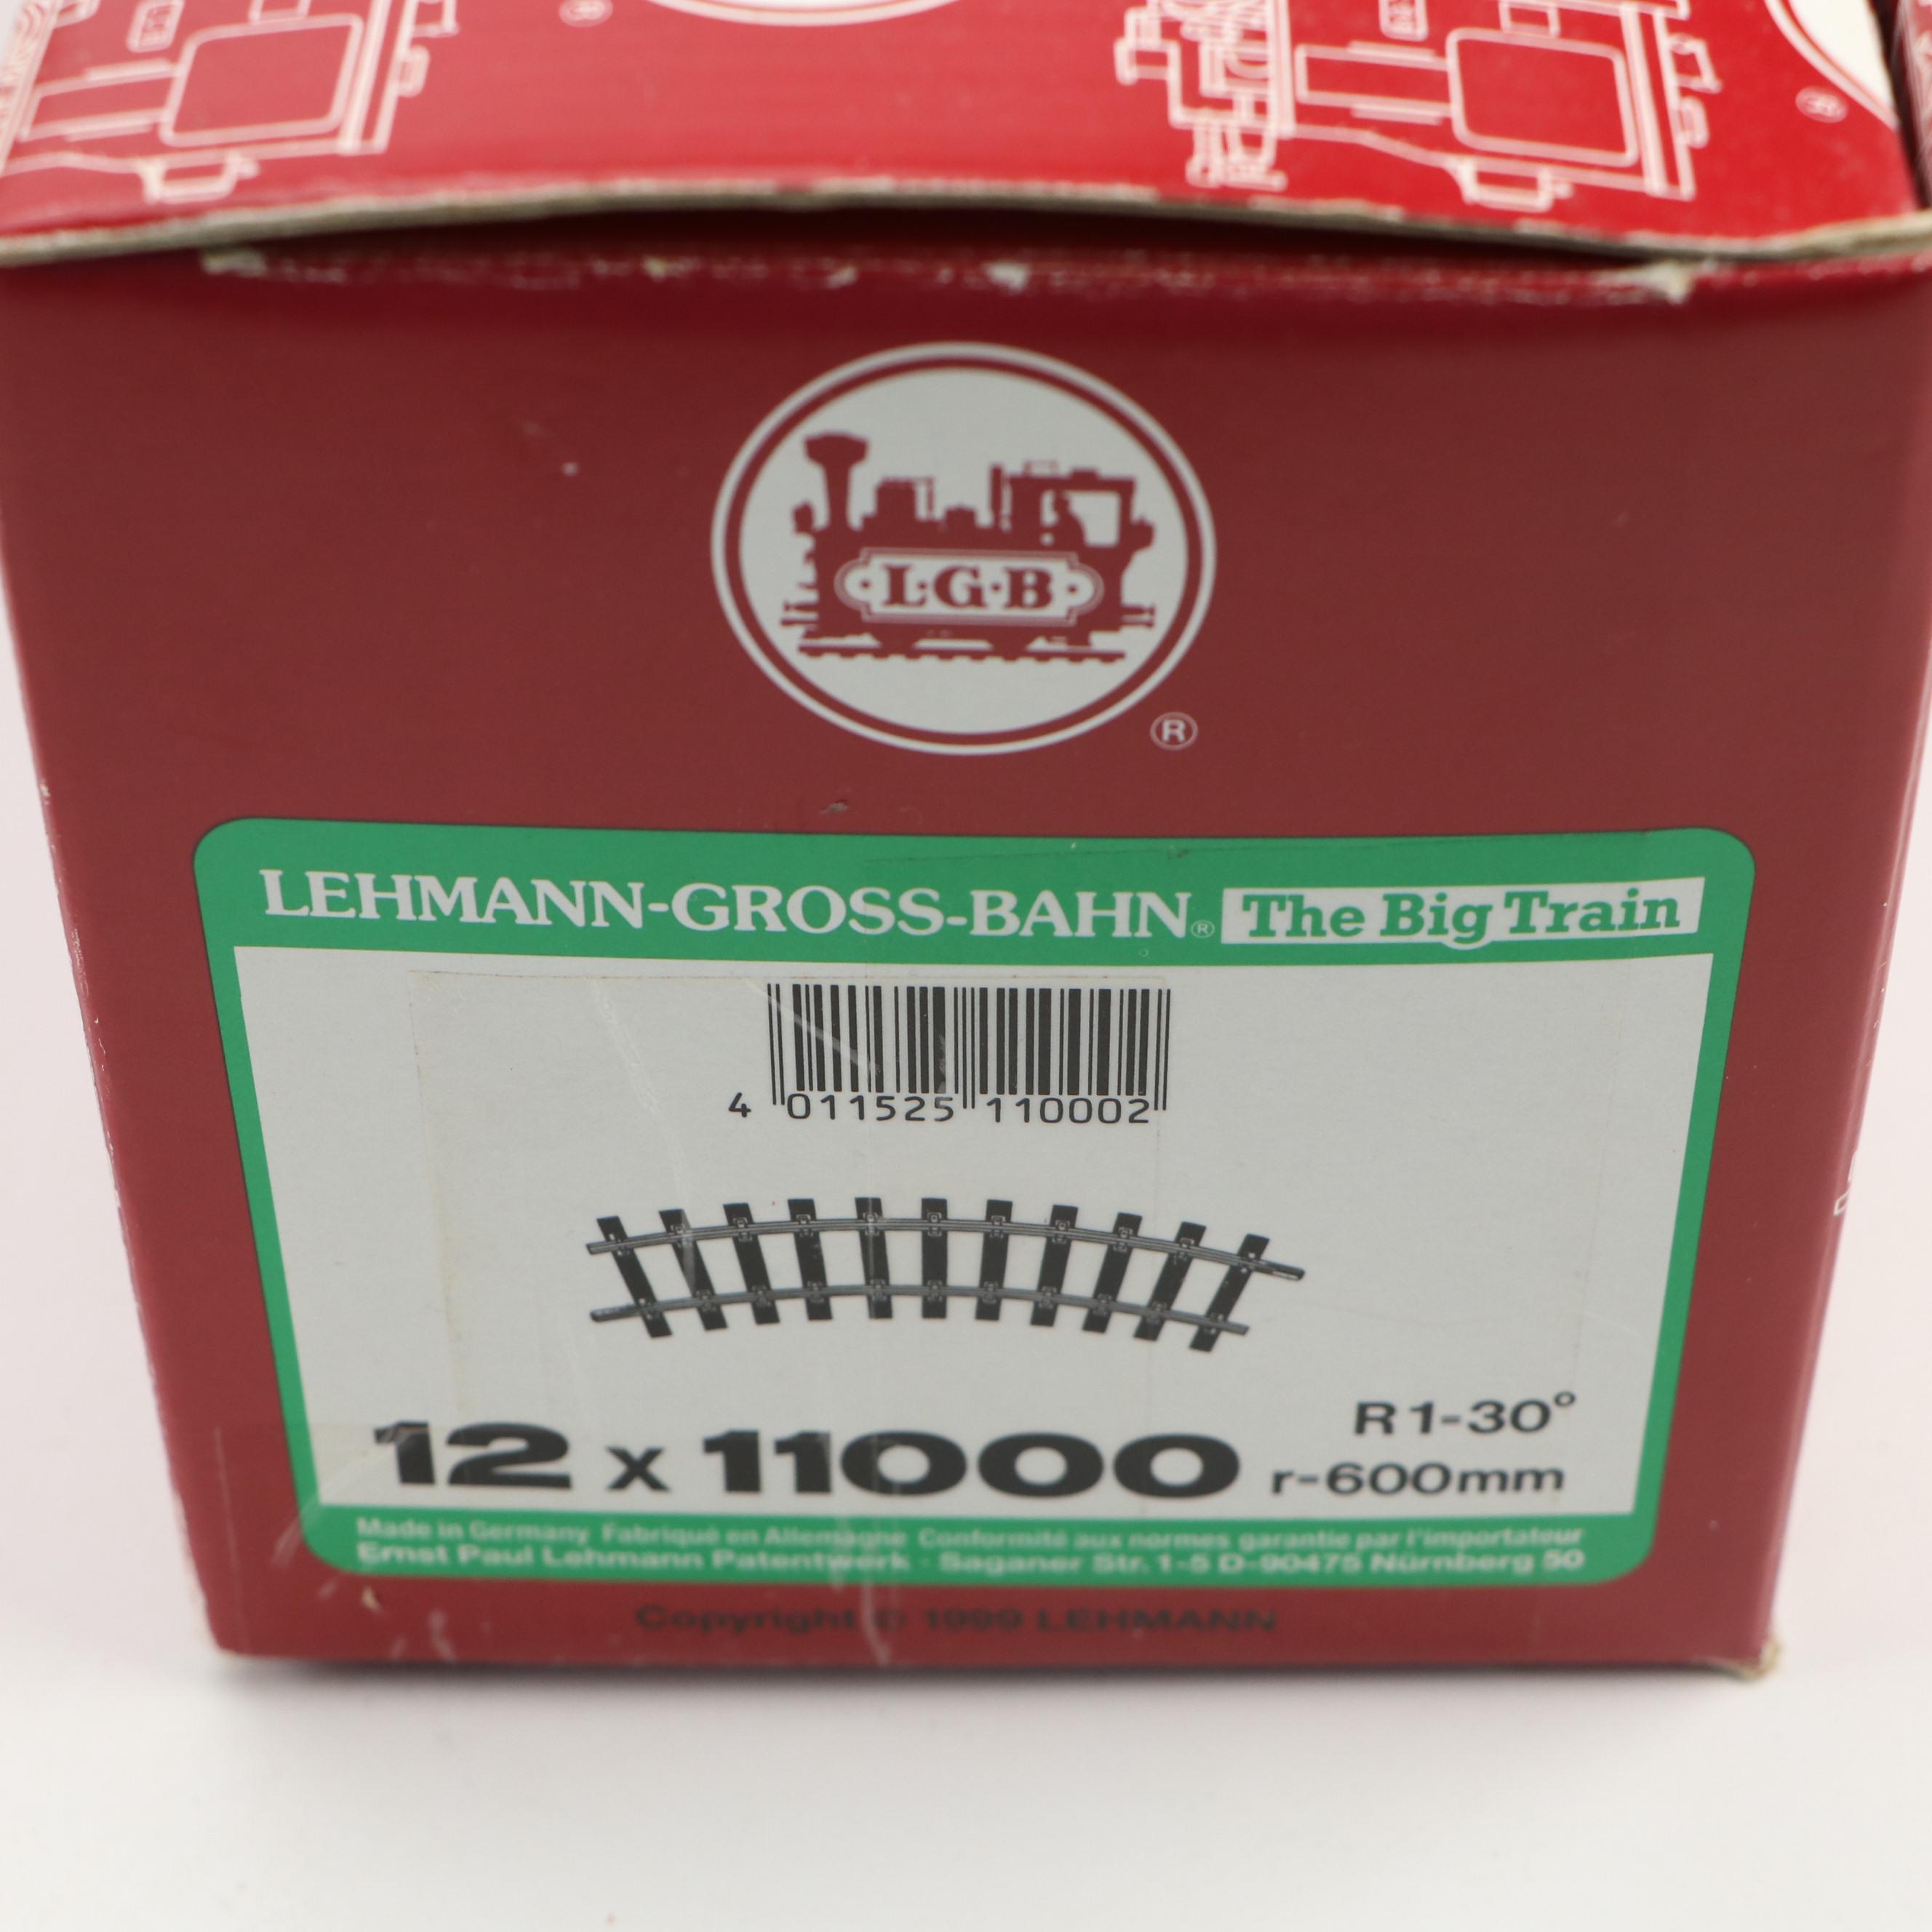 L·G·B
®
LEHMANN-GROSS-BAHN® The Big Train
4 011525 110002
R1-30°
12 x 11000 r-600mm
Made in Germany Fabriqué en Allemagne Conformité aux normes garantie par l'importateur
Ernst Paul Lehmann Patentwerk · Saganer Str. 1-5 D-90475 Nürnberg 50
Copyright © 1999 LEHMANN